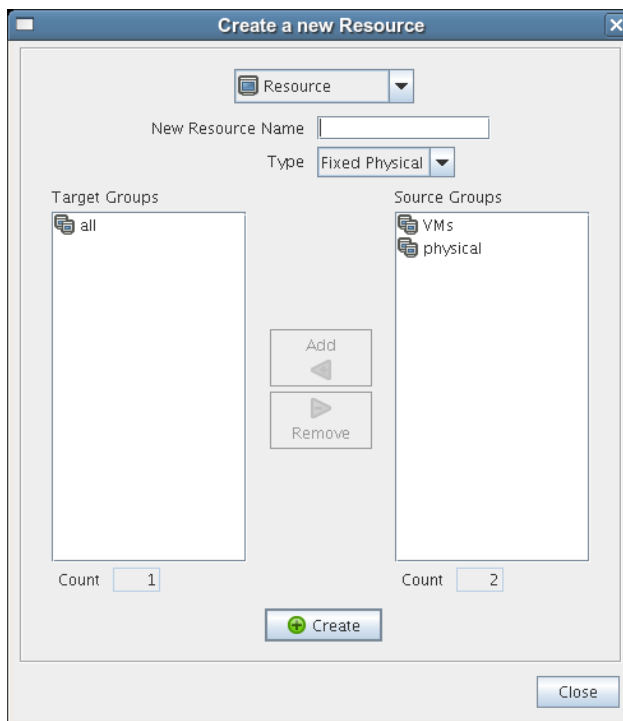 Create a new Resource
Resource
New Resource Name
Type Fixed Physical
Target Groups
all
Source Groups
VMs
physical
Add
Remove
Count 1
Count 2
Create
Close